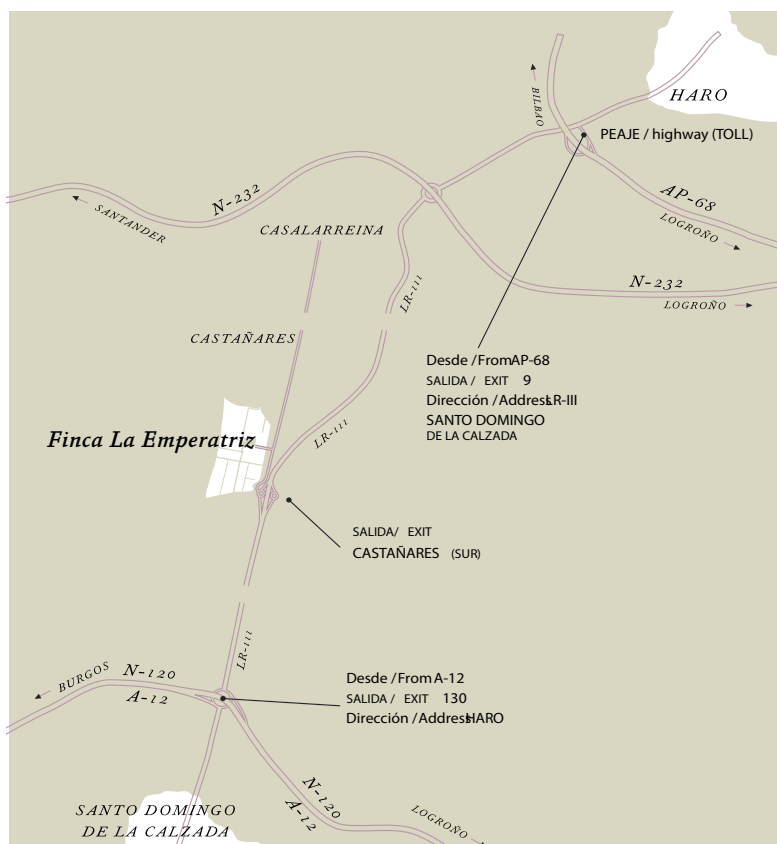 HARO
BILBAO
PEAJE / highway (TOLL)
AP-68
LOGROÑO
N-232
SANTANDER
CASALARREINA
N-232
LOGROÑO
LR-111
CASTAÑARES
Desde / From AP-68
SALIDA / EXIT 9
Dirección / Address LR-III
SANTO DOMINGO
DE LA CALZADA
LR-111
Finca La Emperatriz
SALIDA/ EXIT
CASTAÑARES (SUR)
LR-111
BURGOS
N-120
A-12
Desde / From A-12
SALIDA / EXIT 130
Dirección / Address HARO
N-120
A-12
LOGROÑO
SANTO DOMINGO
DE LA CALZADA